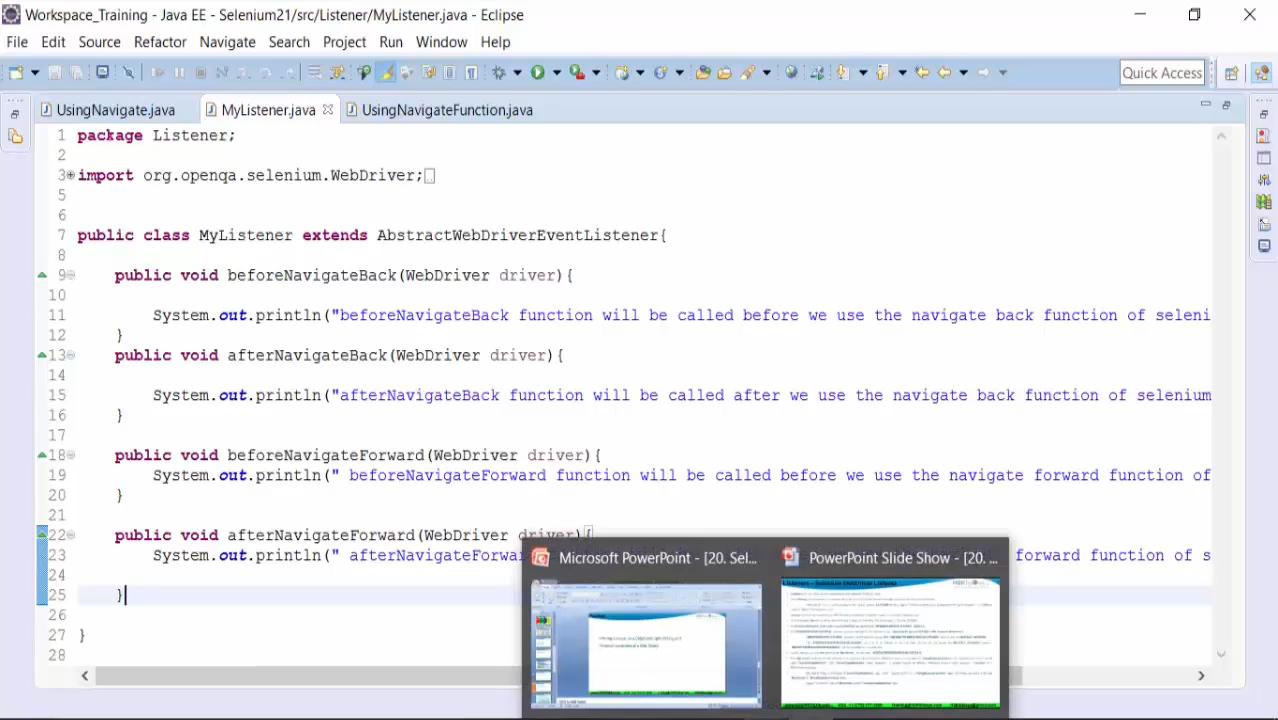 Workspace_Training - Java EE - Selenium21/src/Listener/MyListener.java - Eclipse
File Edit Source Refactor Navigate Search Project Run Window Help
Quick Access
UsingNavigate.java MyListener.java UsingNavigateFunction.java
1 package Listener;
2
3 import org.openqa.selenium.WebDriver;
5
6
7 public class MyListener extends AbstractWebDriverEventListener{
8
9 public void beforeNavigateBack(WebDriver driver){
10
11 System.out.println("beforeNavigateBack function will be called before we use the navigate back function of seleni
12 }
13 public void afterNavigateBack(WebDriver driver){
14
15 System.out.println("afterNavigateBack function will be called after we use the navigate back function of selenium
16 }
17
18 public void beforeNavigateForward(WebDriver driver){
19 System.out.println(" beforeNavigateForward function will be called before we use the navigate forward function of
20 }
21
22 public void afterNavigateForward(WebDriver driver){
23 System.out.println(" afterNavigateForwa forward function of s
24
25
27 }
28
Microsoft PowerPoint - [20. Sel... PowerPoint Slide Show - [20. ...
Listeners - Selenium WebDriver Listeners